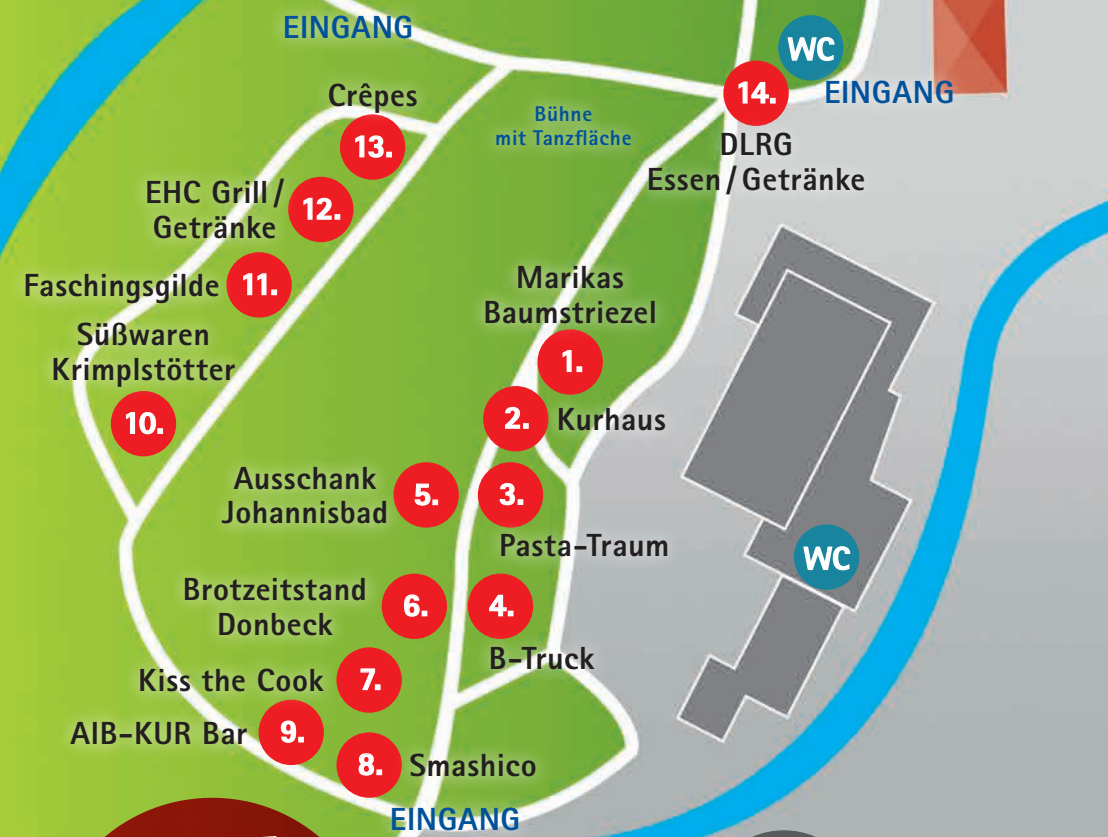 EINGANG
WC
14.
EINGANG
Bühne
mit Tanzfläche
DLRG
Essen / Getränke
Crêpes
13.
EHC Grill /
Getränke
12.
Faschingsgilde
11.
Süßwaren
Krimplstötter
10.
Marikas
Baumstriezel
1.
2.
Kurhaus
Ausschank
Johannisbad
5.
3.
Pasta-Traum
WC
Brotzeitstand
Donbeck
6.
4.
B-Truck
Kiss the Cook
7.
AIB-KUR Bar
9.
8.
Smashico
EINGANG